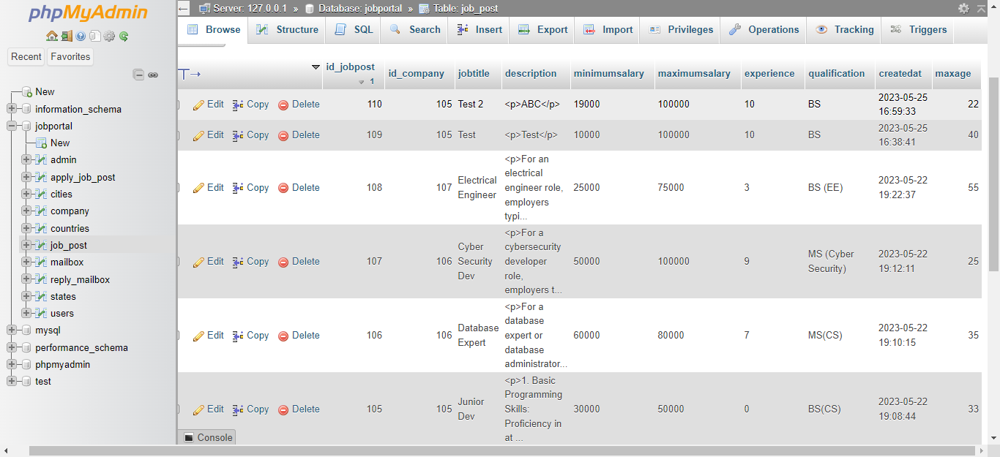 phpMyAdmin
Recent Favorites
New
information_schema
jobportal
New
admin
apply_job_post
cities
company
countries
job_post
mailbox
reply_mailbox
states
users
mysql
performance_schema
phpmyadmin
test
Server: 127.0.0.1 » Database: jobportal » Table: job_post
Browse Structure SQL Search Insert Export Import Privileges Operations Tracking Triggers
id_jobpost 1 id_company jobtitle description minimumsalary maximumsalary experience qualification createdat maxage
Edit Copy Delete 110 105 Test 2 <p>ABC</p> 19000 100000 10 BS 2023-05-25
16:59:33 22
Edit Copy Delete 109 105 Test <p>Test</p> 10000 100000 10 BS 2023-05-25
16:38:41 40
Edit Copy Delete 108 107 Electrical
Engineer
<p>For an
electrical
engineer role,
employers
typi...
25000 75000 3 BS (EE) 2023-05-22
19:22:37 55
Edit Copy Delete 107 106 Cyber
Security
Dev
<p>For a
cybersecurity
developer
role,
employers t...
50000 100000 9 MS (Cyber
Security)
2023-05-22
19:12:11 25
Edit Copy Delete 106 106 Database
Expert
<p>For a
database
expert or
database
administrator...
60000 80000 7 MS(CS) 2023-05-22
19:10:15 35
Edit Copy Delete 105 105 Junior
Dev
<p>1. Basic
Programming
Skills:
Proficiency in
at ...
30000 50000 0 BS(CS) 2023-05-22
19:08:44 33
Console